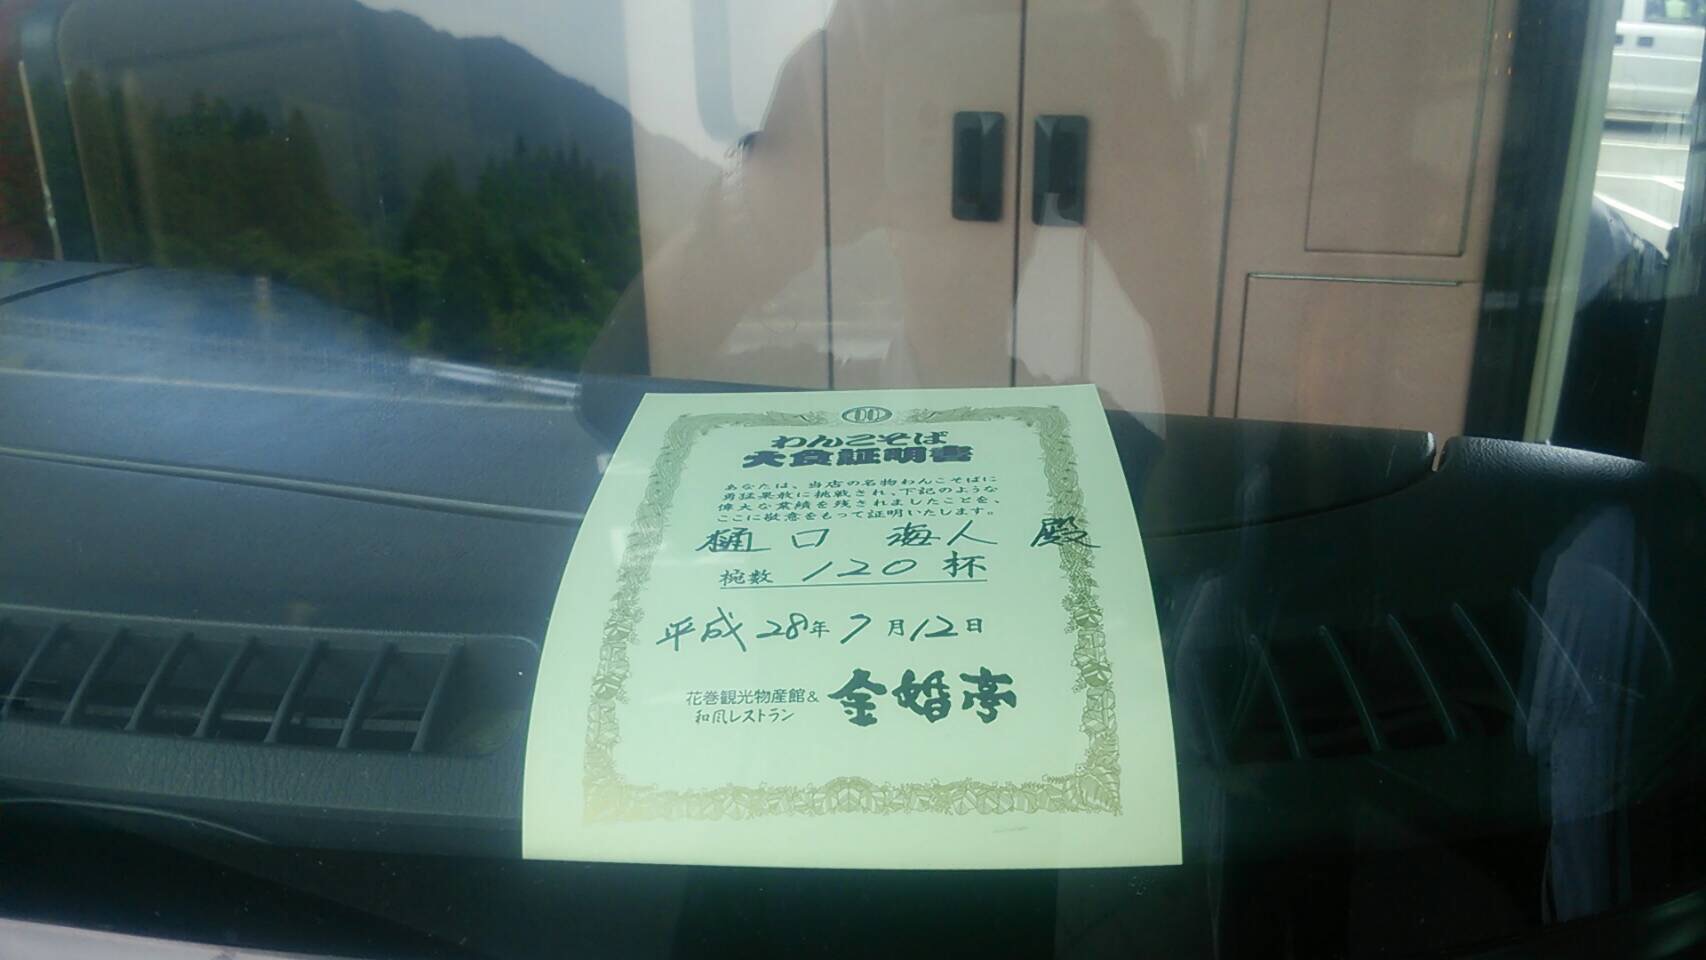 わんこそば
大食証明書
あなたは、当店の名物わんこそばに
勇猛果敢に挑戦され、下記のような
偉大な業績を残されましたことを、
ここに敬意をもって証明いたします。
樋口 海人 殿
椀数 120杯
平成28年7月12日
花巻観光物産館&
和風レストラン
金婚亭